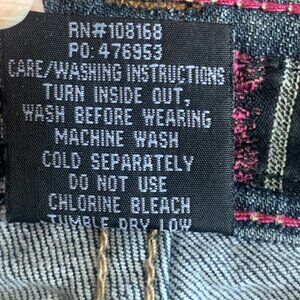 RN#108168
PO: 476953
CARE/WASHING INSTRUCTIONS
TURN INSIDE OUT,
WASH BEFORE WEARING
MACHINE WASH
COLD SEPARATELY
DO NOT USE
CHLORINE BLEACH
TUMBLE DRY LOW